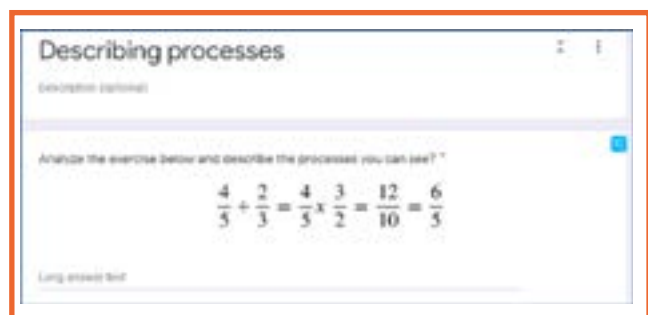 Describing processes
Description (optional)
Analyze the exercise below and describe the processes you can see? *
4/5 ÷ 2/3 = 4/5 x 3/2 = 12/10 = 6/5
Long answer text